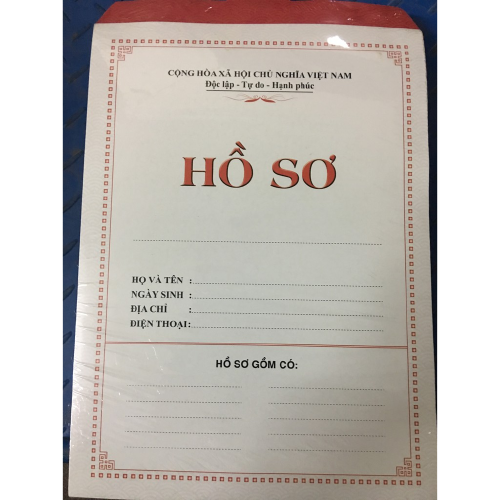 CỘNG HÒA XÃ HỘI CHỦ NGHĨA VIỆT NAM
Độc lập - Tự do - Hạnh phúc
HỒ SƠ
HỌ VÀ TÊN :
NGÀY SINH :
ĐỊA CHỈ :
ĐIỆN THOẠI:
HỒ SƠ GỒM CÓ: